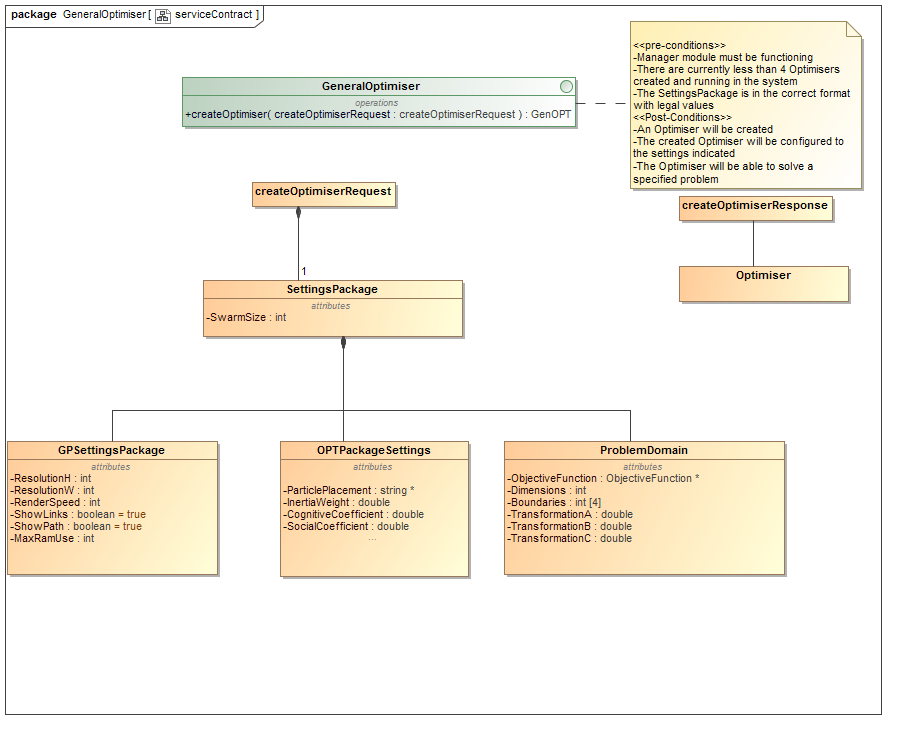 package GeneralOptimiser [ serviceContract ]
GeneralOptimiser
operations
+createOptimiser( createOptimiserRequest : createOptimiserRequest ) : GenOPT
<<pre-conditions>>
-Manager module must be functioning
-There are currently less than 4 Optimisers
created and running in the system
-The SettingsPackage is in the correct format
with legal values
<<Post-Conditions>>
-An Optimiser will be created
-The created Optimiser will be configured to
the settings indicated
-The Optimiser will be able to solve a
specified problem
createOptimiserRequest
createOptimiserResponse
1
Optimiser
SettingsPackage
attributes
-SwarmSize : int
GPSettingsPackage
attributes
-ResolutionH : int
-ResolutionW : int
-RenderSpeed : int
-ShowLinks : boolean = true
-ShowPath : boolean = true
-MaxRamUse : int
OPTPackageSettings
attributes
-ParticlePlacement : string *
-InertiaWeight : double
-CognitiveCoefficient : double
-SocialCoefficient : double
...
ProblemDomain
attributes
-ObjectiveFunction : ObjectiveFunction *
-Dimensions : int
-Boundaries : int [4]
-TransformationA : double
-TransformationB : double
-TransformationC : double